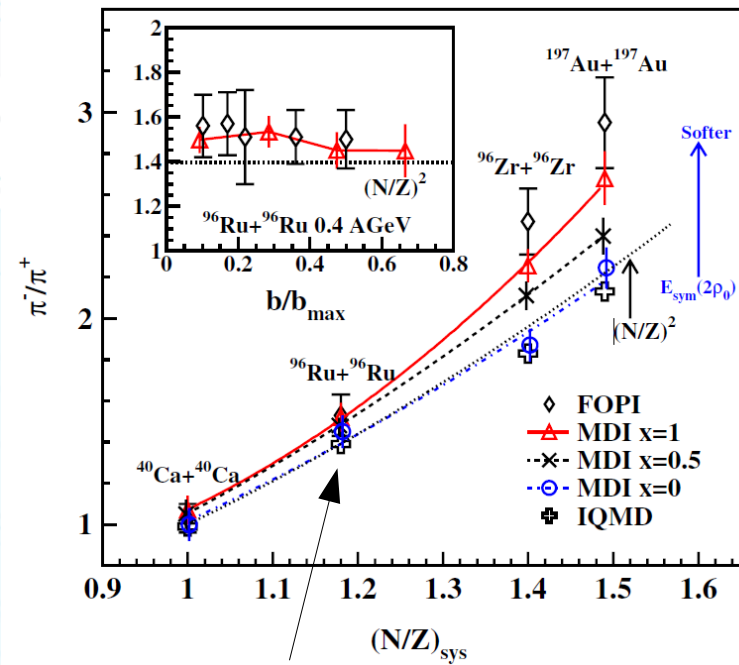 π⁻/π⁺
3
2
1
0.9 1 1.1 1.2 1.3 1.4 1.5 1.6
(N/Z)sys
2
1.8
1.6
1.4
1.2
1
0 0.2 0.4 0.6 0.8
b/bmax
(N/Z)²
⁹⁶Ru+⁹⁶Ru 0.4 AGeV
¹⁹⁷Au+¹⁹⁷Au
⁹⁶Zr+⁹⁶Zr
⁹⁶Ru+⁹⁶Ru
⁴⁰Ca+⁴⁰Ca
Softer
Esym(2ρ₀)
(N/Z)²
FOPI
MDI x=1
MDI x=0.5
MDI x=0
IQMD